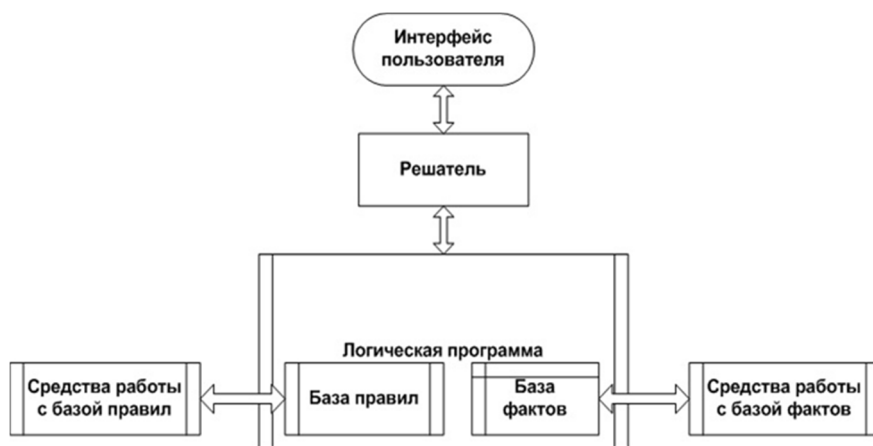 Интерфейс
пользователя
Решатель
Логическая программа
Средства работы
с базой правил
База правил
База
фактов
Средства работы
с базой фактов